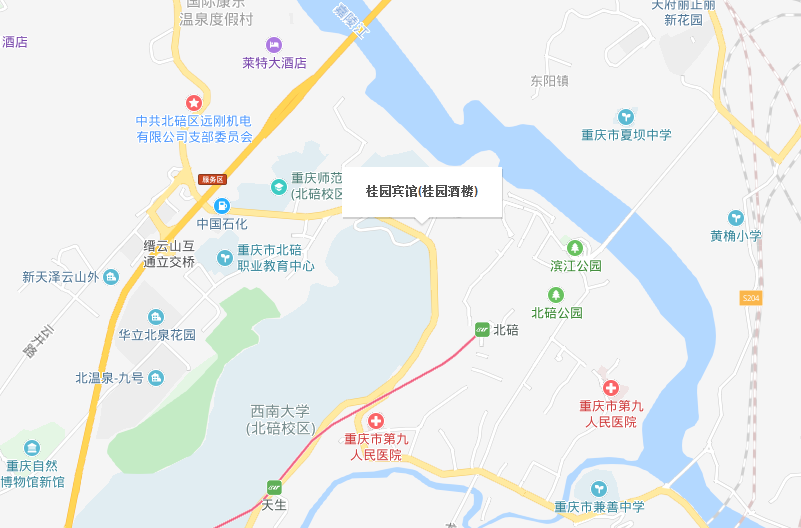 国际康乐
温泉度假村
嘉陵江
天府丽正丽
新花园
酒店
莱特大酒店
东阳镇
中共北碚区远刚机电
有限公司支部委员会
重庆市夏坝中学
服务区
重庆师范
(北碚校区
桂园宾馆(桂园酒楼)
中国石化
黄桷小学
缙云山互
通立交桥
重庆市北碚
职业教育中心
滨江公园
新天泽云山外
S204
北碚公园
华立北泉花园
北碚
云开路
北温泉-九号
西南大学
(北碚校区)
重庆市第九
人民医院
重庆市第九
人民医院
重庆自然
博物馆新馆
天生
重庆市兼善中学